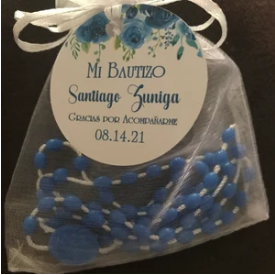 Mi Bautizo
Santiago Zuniga
Gracias por Acompañarme
08.14.21